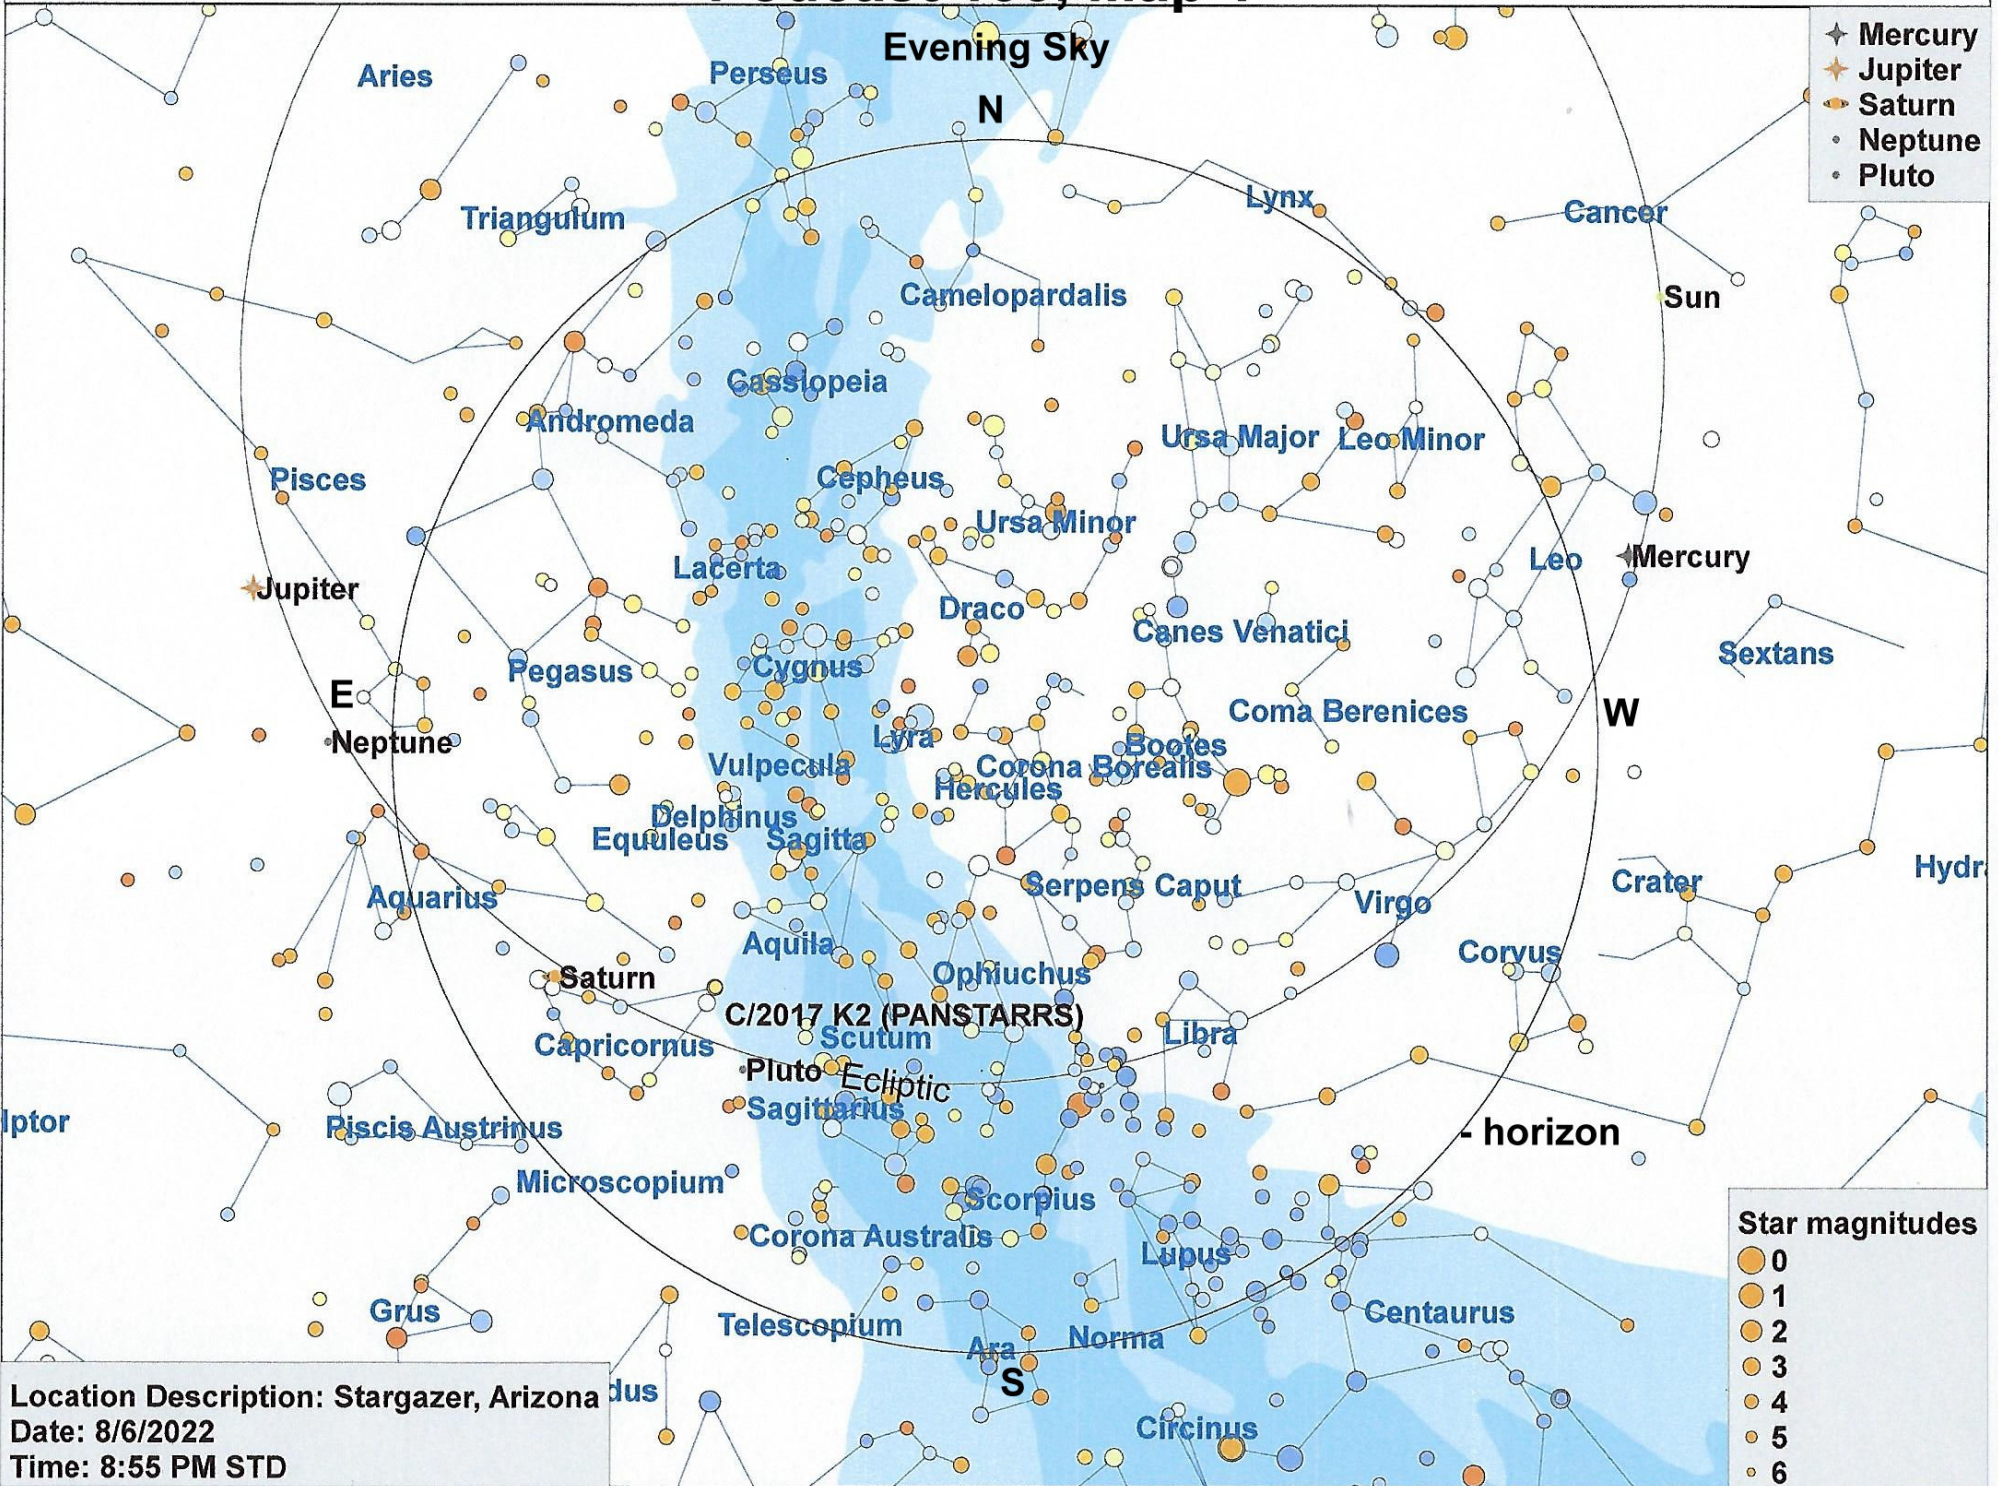 Evening Sky
Mercury
Jupiter
Saturn
Neptune
Pluto
Aries
Perseus
N
Triangulum
Lynx
Cancer
Camelopardalis
Sun
Cassiopeia
Andromeda
Ursa Major
Leo Minor
Pisces
Cepheus
Ursa Minor
Lacerta
Leo
Mercury
Jupiter
Draco
Canes Venatici
Sextans
Pegasus
Cygnus
E
Coma Berenices
W
Neptune
Lyra
Bootes
Vulpecula
Corona Borealis
Hercules
Delphinus
Equuleus
Sagitta
Aquarius
Serpens Caput
Virgo
Crater
Hydr
Aquila
Corvus
Saturn
Ophiuchus
C/2017 K2 (PANSTARRS)
Scutum
Libra
Capricornus
Pluto
Ecliptic
Sagittarius
lptor
Piscis Austrinus
- horizon
Microscopium
Scorpius
Corona Australis
Lupus
Star magnitudes
0
1
2
3
4
5
6
Grus
Telescopium
Ara
Norma
Centaurus
S
dus
Circinus
Location Description: Stargazer, Arizona
Date: 8/6/2022
Time: 8:55 PM STD